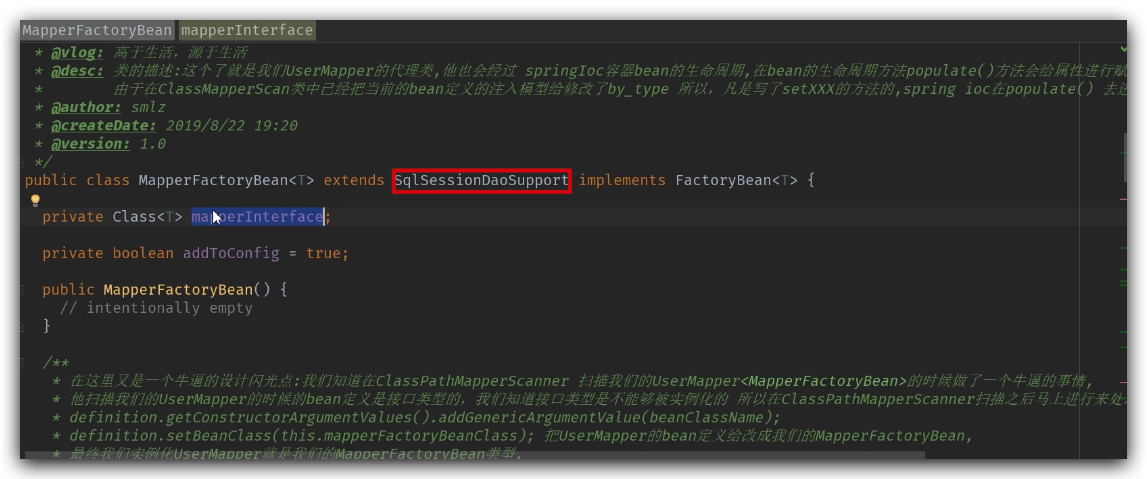 MapperFactoryBean mapperInterface
* @vlog: 高于生活，源于生活
* @desc: 类的描述:这个了就是我们UserMapper的代理类,他也会经过 springIoc容器bean的生命周期,在bean的生命周期方法populate()方法会给属性进行赋
* 由于在ClassMapperScan类中已经把当前的bean定义的注入模型给修改了by_type 所以，凡是写了setXXX的方法的,spring ioc在populate() 去进
* @author: smlz
* @createDate: 2019/8/22 19:20
* @version: 1.0
*/
public class MapperFactoryBean<T> extends SqlSessionDaoSupport implements FactoryBean<T> {
private Class<T> mapperInterface;
private boolean addToConfig = true;
public MapperFactoryBean() {
// intentionally empty
}
/**
* 在这里又是一个牛逼的设计闪光点:我们知道在ClassPathMapperScanner 扫描我们的UserMapper<MapperFactoryBean>的时候做了一个牛逼的事情,
* 他扫描我们的UserMapper的时候的bean定义是接口类型的，我们知道接口类型是不能够被实例化的 所以在ClassPathMapperScanner扫描之后马上进行来处
* definition.getConstructorArgumentValues().addGenericArgumentValue(beanClassName);
* definition.setBeanClass(this.mapperFactoryBeanClass); 把UserMapper的bean定义给改成我们的MapperFactoryBean,
* 最终我们实例化UserMapper就是我们的MapperFactoryBean类型.